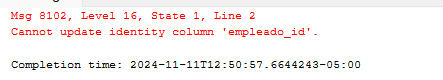 Msg 8102, Level 16, State 1, Line 2
Cannot update identity column 'empleado_id'.
Completion time: 2024-11-11T12:50:57.6644243-05:00